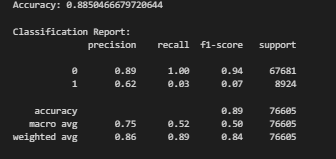 Accuracy: 0.8850466679720644
Classification Report:
precision recall f1-score support
0 0.89 1.00 0.94 67681
1 0.62 0.03 0.07 8924
accuracy 0.89 76605
macro avg 0.75 0.52 0.50 76605
weighted avg 0.86 0.89 0.84 76605